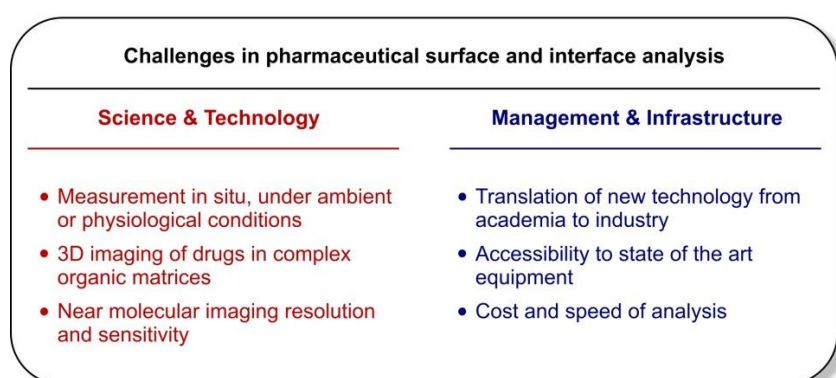 Challenges in pharmaceutical surface and interface analysis
Science & Technology
• Measurement in situ, under ambient
or physiological conditions
• 3D imaging of drugs in complex
organic matrices
• Near molecular imaging resolution
and sensitivity
Management & Infrastructure
• Translation of new technology from
academia to industry
• Accessibility to state of the art
equipment
• Cost and speed of analysis